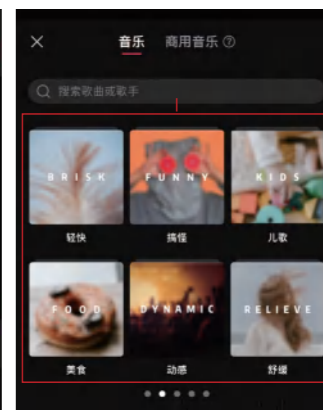 × 音乐 商用音乐 ?
搜索歌曲或歌手
BRISK FUNNY KIDS
轻快 搞怪 儿歌
FOOD DYNAMIC RELIEVE
美食 动感 舒缓